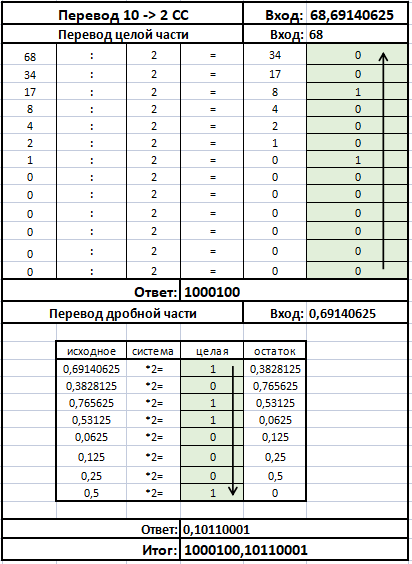 Перевод 10 -> 2 СС Вход: 68,69140625
Перевод целой части Вход: 68
68 : 2 = 34 0
34 : 2 = 17 0
17 : 2 = 8 1
8 : 2 = 4 0
4 : 2 = 2 0
2 : 2 = 1 0
1 : 2 = 0 1
0 : 2 = 0 0
0 : 2 = 0 0
0 : 2 = 0 0
0 : 2 = 0 0
0 : 2 = 0 0
0 : 2 = 0 0
Ответ: 1000100
Перевод дробной части Вход: 0,69140625
исходное система целая остаток
0,69140625 *2= 1 0,3828125
0,3828125 *2= 0 0,765625
0,765625 *2= 1 0,53125
0,53125 *2= 1 0,0625
0,0625 *2= 0 0,125
0,125 *2= 0 0,25
0,25 *2= 0 0,5
0,5 *2= 1 0
Ответ: 0,10110001
Итог: 1000100,10110001